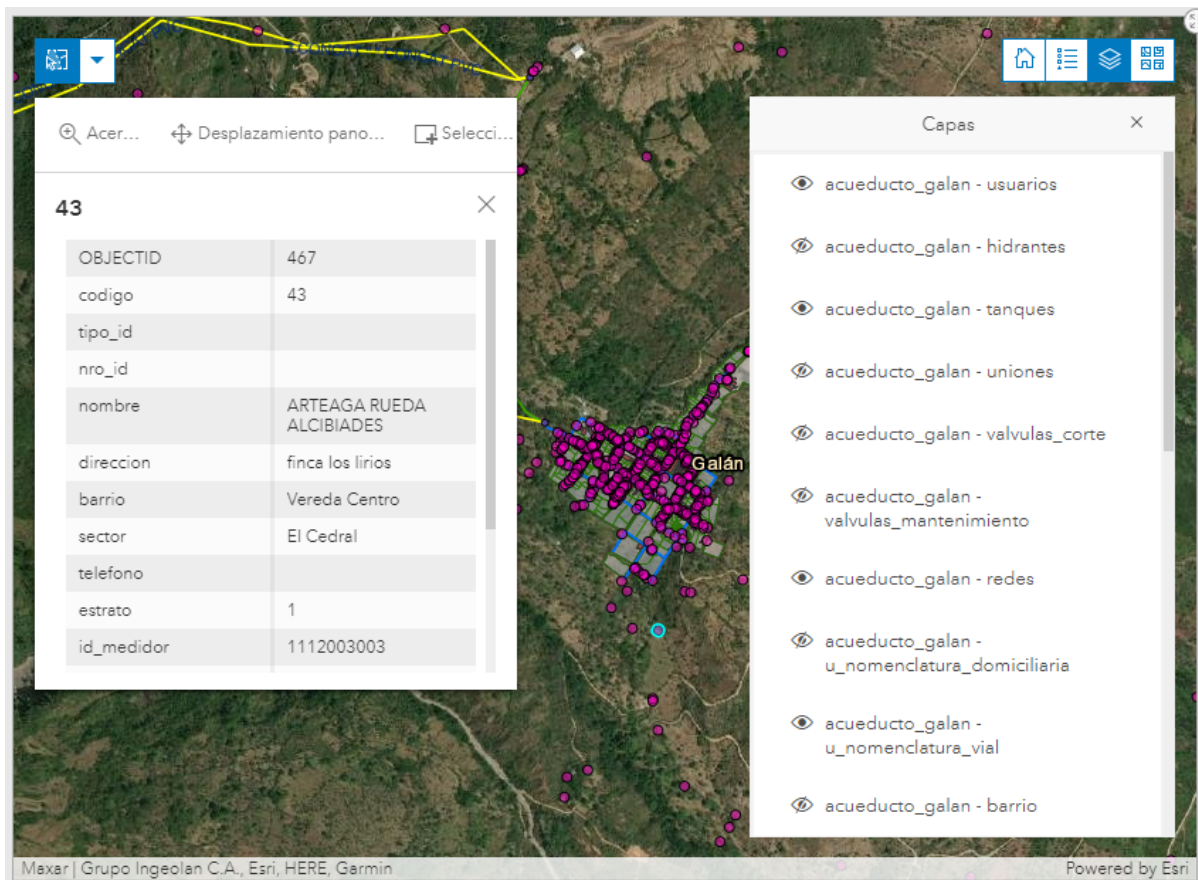 Acer...
Desplazamiento pano...
Selecci...
43
OBJECTID 467
codigo 43
tipo_id
nro_id
nombre ARTEAGA RUEDA
ALCIBIADES
direccion finca los lirios
barrio Vereda Centro
sector El Cedral
telefono
estrato 1
id_medidor 1112003003
Galán
Capas
acueducto_galan - usuarios
acueducto_galan - hidrantes
acueducto_galan - tanques
acueducto_galan - uniones
acueducto_galan - valvulas_corte
acueducto_galan -
valvulas_mantenimiento
acueducto_galan - redes
acueducto_galan -
u_nomenclatura_domiciliaria
acueducto_galan -
u_nomenclatura_vial
acueducto_galan - barrio
Maxar | Grupo Ingeolan C.A., Esri, HERE, Garmin
Powered by Esri